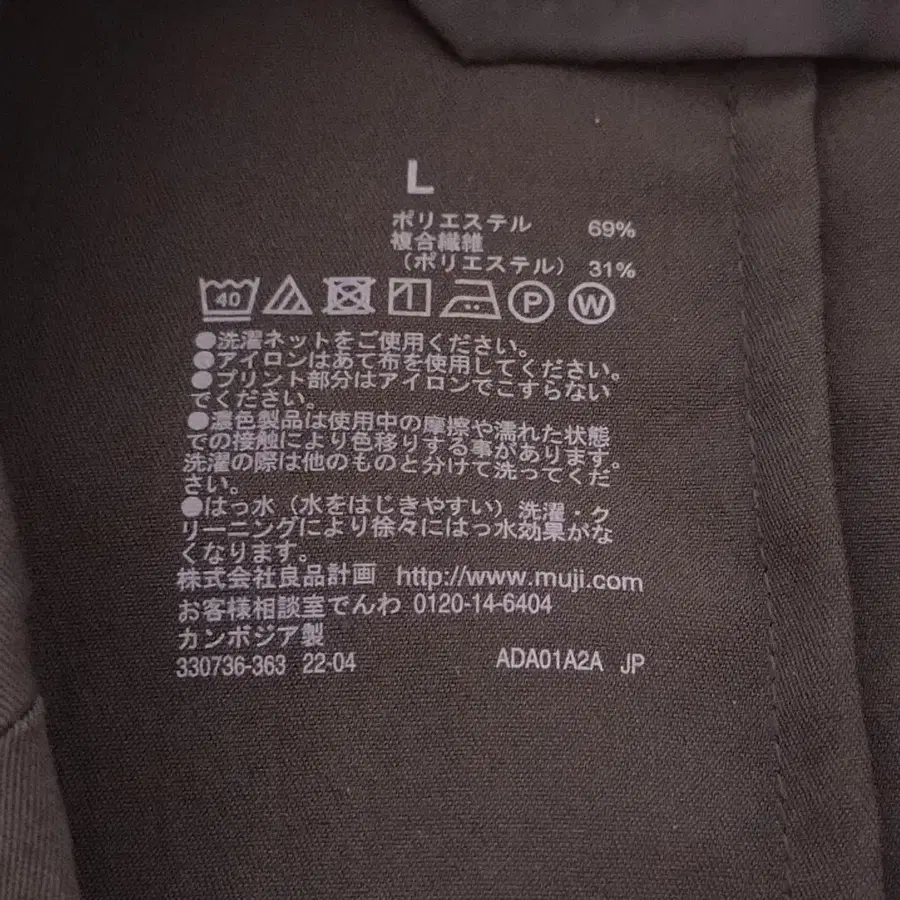 L
ポリエステル 69%
複合繊維
（ポリエステル） 31%
40 P W
●洗濯ネットをご使用ください。
●アイロンはあて布を使用してください。
●プリント部分はアイロンでこすらない
でください。
●濃色製品は使用中の摩擦や濡れた状態
での接触により色移りする事があります。
洗濯の際は他のものと分けて洗ってくだ
さい。
●はっ水（水をはじきやすい）洗濯・ク
リーニングにより徐々にはっ水効果がな
くなります。
株式会社良品計画 http://www.muji.com
お客様相談室でんわ 0120-14-6404
カンボジア製
330736-363 22-04 ADA01A2A JP